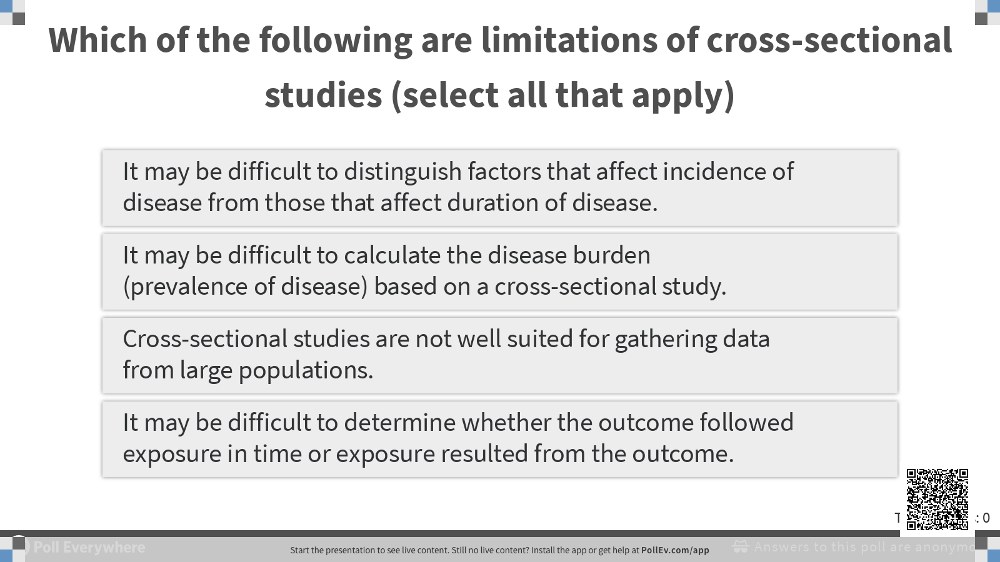 Which of the following are limitations of cross-sectional
studies (select all that apply)
It may be difficult to distinguish factors that affect incidence of
disease from those that affect duration of disease.
It may be difficult to calculate the disease burden
(prevalence of disease) based on a cross-sectional study.
Cross-sectional studies are not well suited for gathering data
from large populations.
It may be difficult to determine whether the outcome followed
exposure in time or exposure resulted from the outcome.
: 0
Poll Everywhere
Start the presentation to see live content. Still no live content? Install the app or get help at PollEv.com/app
Answers to this poll are anonymo